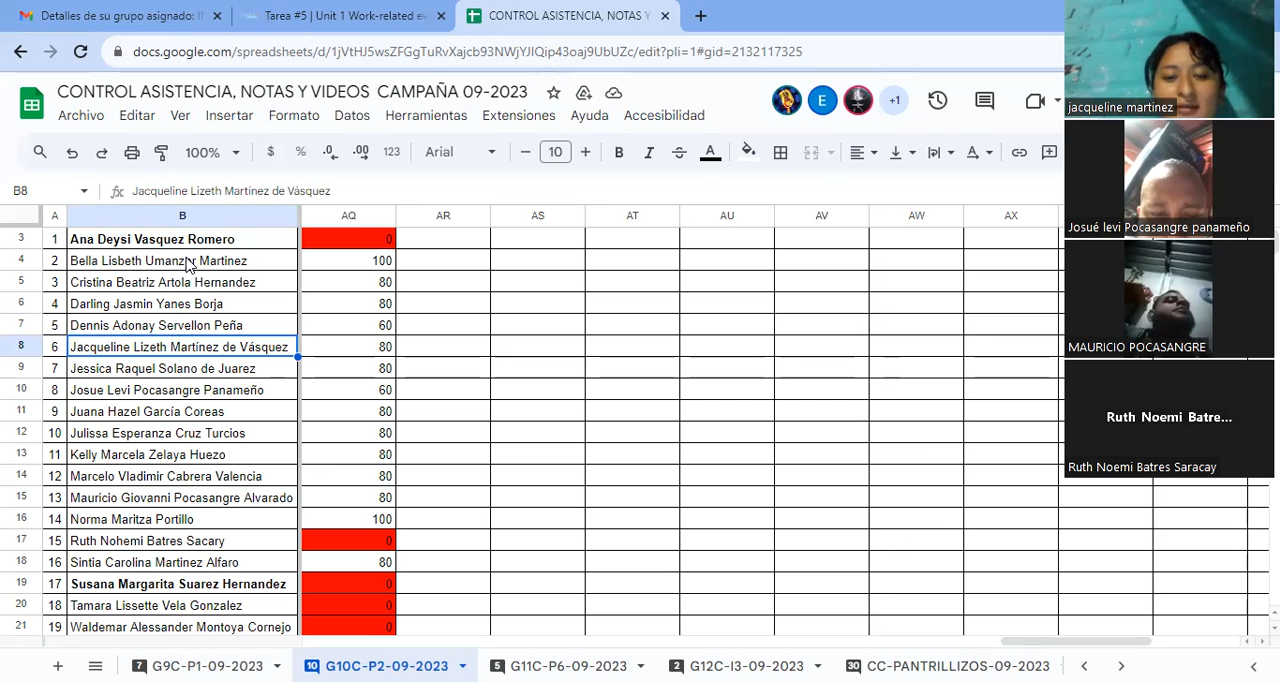 Detalles de su grupo asignado: I
Tarea #5 | Unit 1 Work-related e
CONTROL ASISTENCIA, NOTAS Y
docs.google.com/spreadsheets/d/1jVtHJ5wsZFGgTuRvXajcb93NWjYJIQip43oaj9UbUZc/edit?pli=1#gid=2132117325
CONTROL ASISTENCIA, NOTAS Y VIDEOS CAMPAÑA 09-2023
E +1
Archivo Editar Ver Insertar Formato Datos Herramientas Extensiones Ayuda Accesibilidad
100% $ % .0 .00 123 Arial 10 B I S A
B8 fx Jacqueline Lizeth Martínez de Vásquez
A B AQ AR AS AT AU AV AW AX
3 1 Ana Deysi Vasquez Romero 0
4 2 Bella Lisbeth Umanzor Martinez 100
5 3 Cristina Beatriz Artola Hernandez 80
6 4 Darling Jasmin Yanes Borja 80
7 5 Dennis Adonay Servellon Peña 60
8 6 Jacqueline Lizeth Martínez de Vásquez 80
9 7 Jessica Raquel Solano de Juarez 80
10 8 Josue Levi Pocasangre Panameño 60
11 9 Juana Hazel García Coreas 80
12 10 Julissa Esperanza Cruz Turcios 80
13 11 Kelly Marcela Zelaya Huezo 80
14 12 Marcelo Vladimir Cabrera Valencia
15 13 Mauricio Giovanni Pocasangre Alvarado 80
16 14 Norma Maritza Portillo 100
17 15 Ruth Nohemi Batres Sacary 0
18 16 Sintia Carolina Martinez Alfaro 80
19 17 Susana Margarita Suarez Hernandez 0
20 18 Tamara Lissette Vela Gonzalez 0
21 19 Waldemar Alessander Montoya Cornejo 0
7 G9C-P1-09-2023 10 G10C-P2-09-2023 5 G11C-P6-09-2023 2 G12C-I3-09-2023 30 CC-PANTRILLIZOS-09-2023
jacqueline martinez
Josué levi Pocasangre panameño
MAURICIO POCASANGRE
Ruth Noemi Batre...
Ruth Noemi Batres Saracay